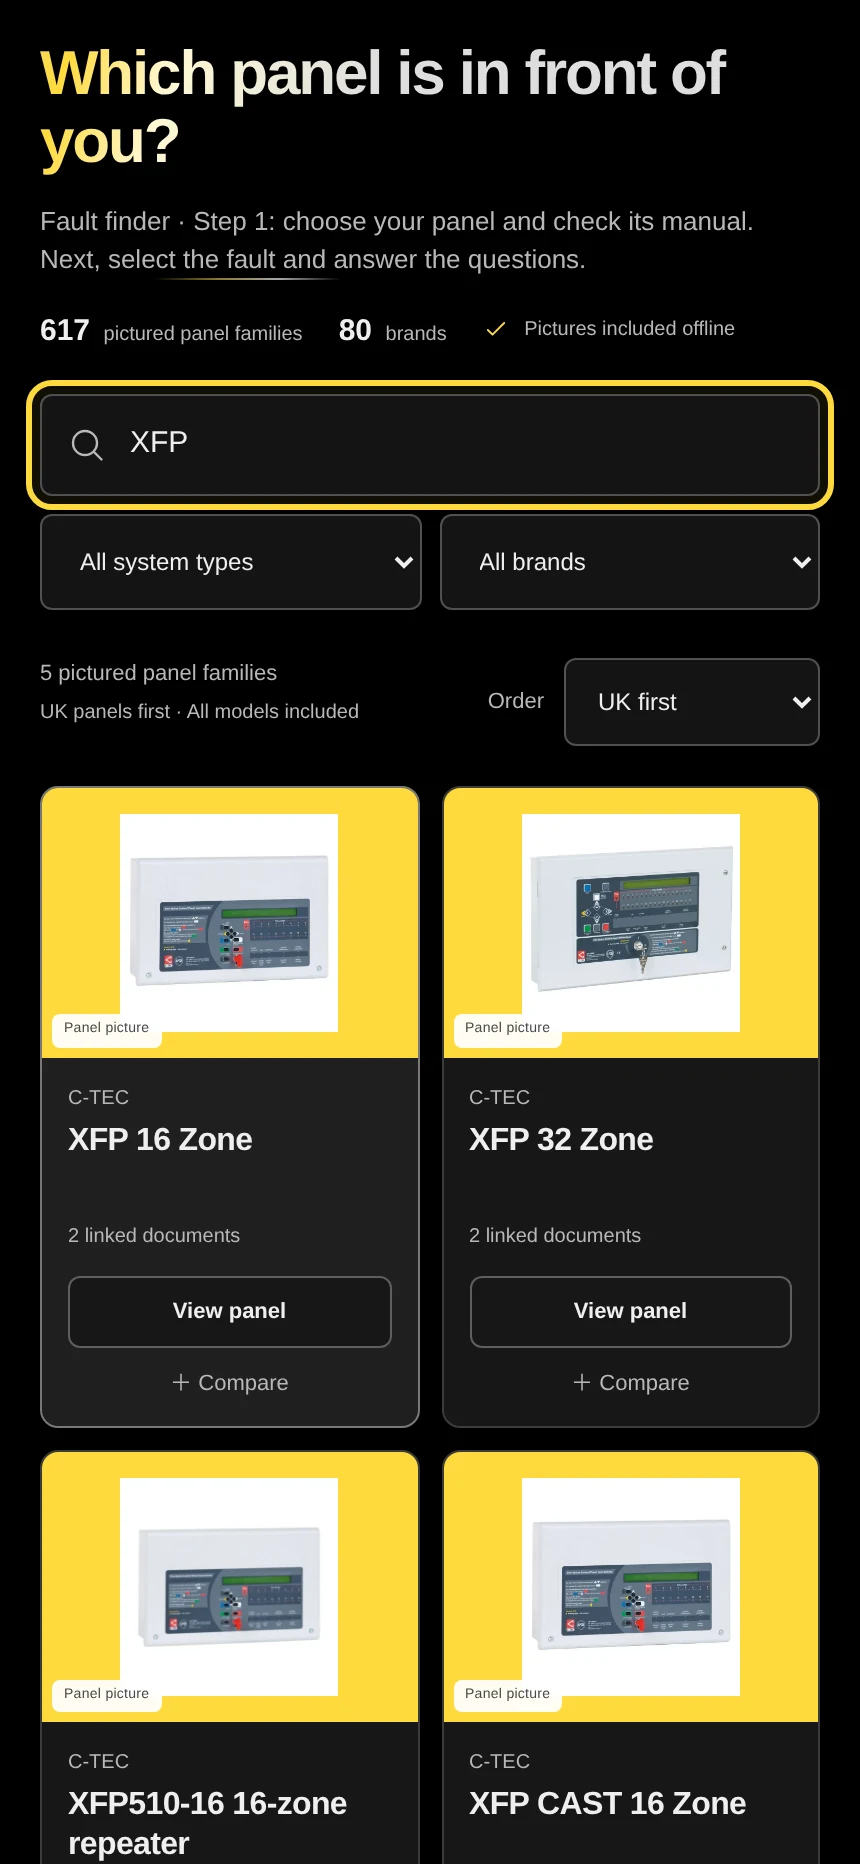 Which panel is in front of
you?
Fault finder · Step 1: choose your panel and check its manual.
Next, select the fault and answer the questions.
617 pictured panel families 80 brands ✓ Pictures included offline
XFP
All system types All brands
5 pictured panel families
UK panels first · All models included
Order UK first
Panel picture Panel picture
C-TEC C-TEC
XFP 16 Zone XFP 32 Zone
2 linked documents 2 linked documents
View panel View panel
+ Compare + Compare
Panel picture Panel picture
C-TEC C-TEC
XFP510-16 16-zone XFP CAST 16 Zone
repeater